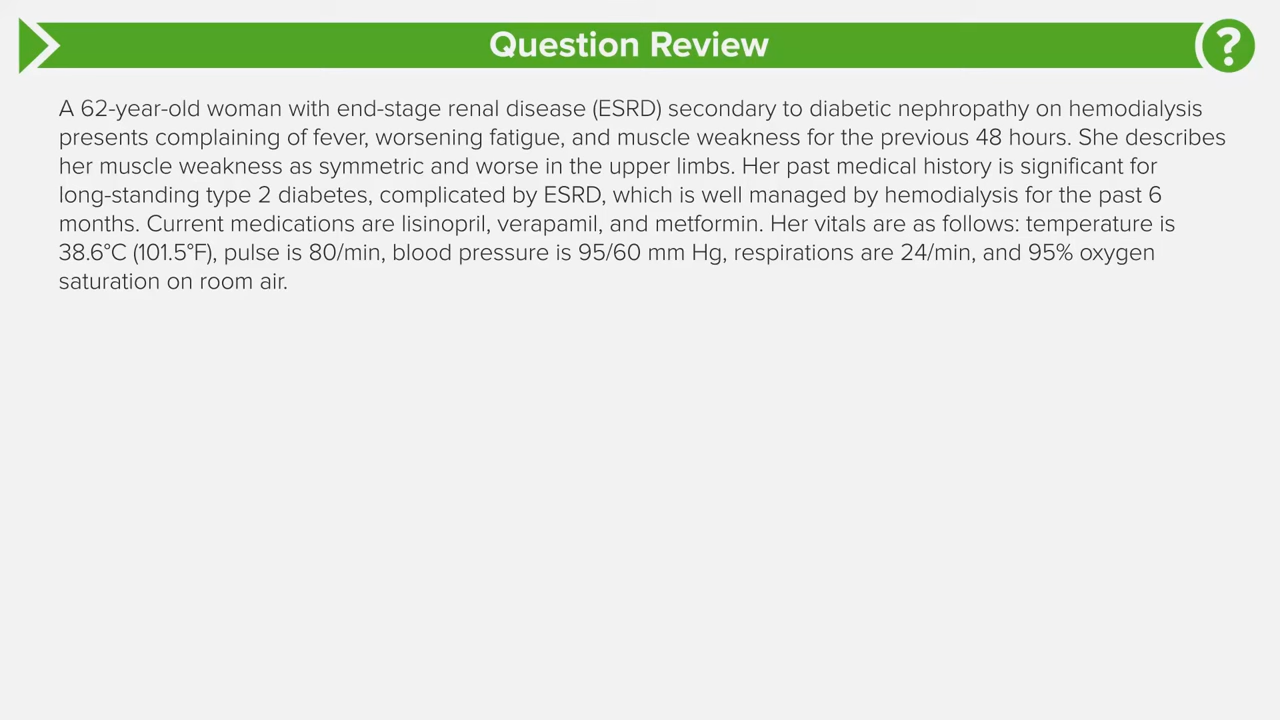 Question Review
?
A 62-year-old woman with end-stage renal disease (ESRD) secondary to diabetic nephropathy on hemodialysis
presents complaining of fever, worsening fatigue, and muscle weakness for the previous 48 hours. She describes
her muscle weakness as symmetric and worse in the upper limbs. Her past medical history is significant for
long-standing type 2 diabetes, complicated by ESRD, which is well managed by hemodialysis for the past 6
months. Current medications are lisinopril, verapamil, and metformin. Her vitals are as follows: temperature is
38.6°C (101.5°F), pulse is 80/min, blood pressure is 95/60 mm Hg, respirations are 24/min, and 95% oxygen
saturation on room air.